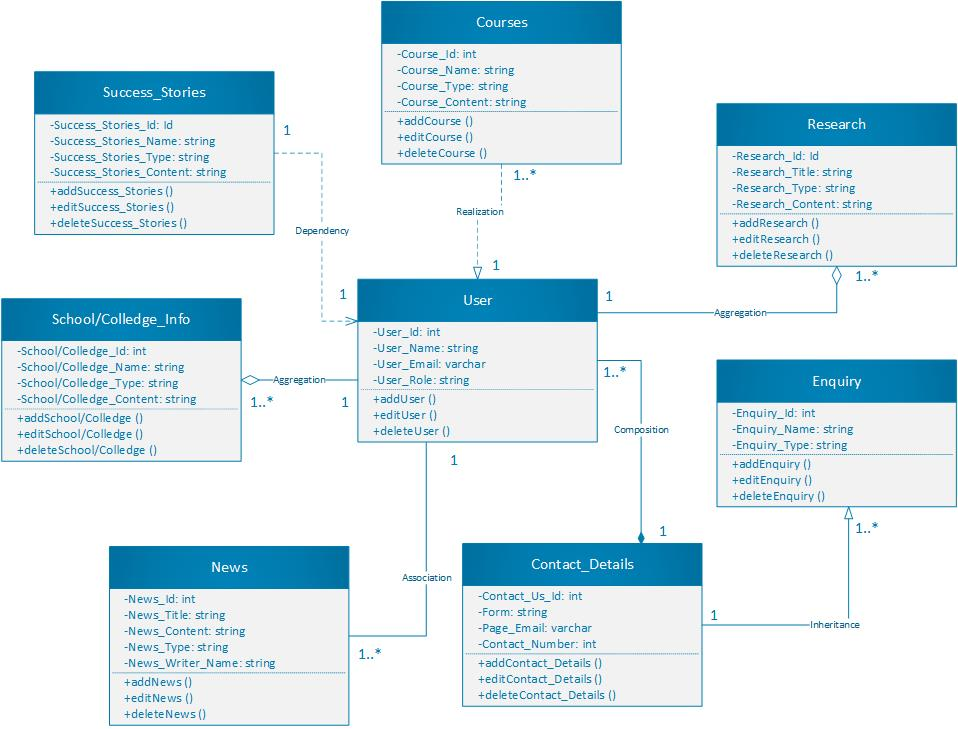 Courses
-Course_Id: int
-Course_Name: string
-Course_Type: string
-Course_Content: string
+addCourse ()
+editCourse ()
+deleteCourse ()
1..*
Realization
1
Success_Stories
-Success_Stories_Id: Id
-Success_Stories_Name: string
-Success_Stories_Type: string
-Success_Stories_Content: string
+addSuccess_Stories ()
+editSuccess_Stories ()
+deleteSuccess_Stories ()
1
Dependency
1
Research
-Research_Id: Id
-Research_Title: string
-Research_Type: string
-Research_Content: string
+addResearch ()
+editResearch ()
+deleteResearch ()
1..*
Aggregation
1
User
-User_Id: int
-User_Name: string
-User_Email: varchar
-User_Role: string
+addUser ()
+editUser ()
+deleteUser ()
School/Colledge_Info
-School/Colledge_Id: int
-School/Colledge_Name: string
-School/Colledge_Type: string
-School/Colledge_Content: string
+addSchool/Colledge ()
+editSchool/Colledge ()
+deleteSchool/Colledge ()
Aggregation
1..*
1
1..*
Composition
1
Enquiry
-Enquiry_Id: int
-Enquiry_Name: string
-Enquiry_Type: string
+addEnquiry ()
+editEnquiry ()
+deleteEnquiry ()
1..*
Inheritance
1
1
Association
1..*
News
-News_Id: int
-News_Title: string
-News_Content: string
-News_Type: string
-News_Writer_Name: string
+addNews ()
+editNews ()
+deleteNews ()
Contact_Details
-Contact_Us_Id: int
-Form: string
-Page_Email: varchar
-Contact_Number: int
+addContact_Details ()
+editContact_Details ()
+deleteContact_Details ()